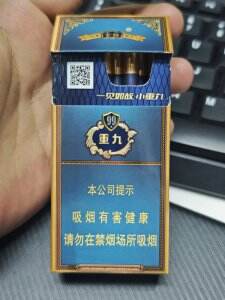 一见如故 小重九
99
重九
本公司提示
吸烟有害健康
请勿在禁烟场所吸烟